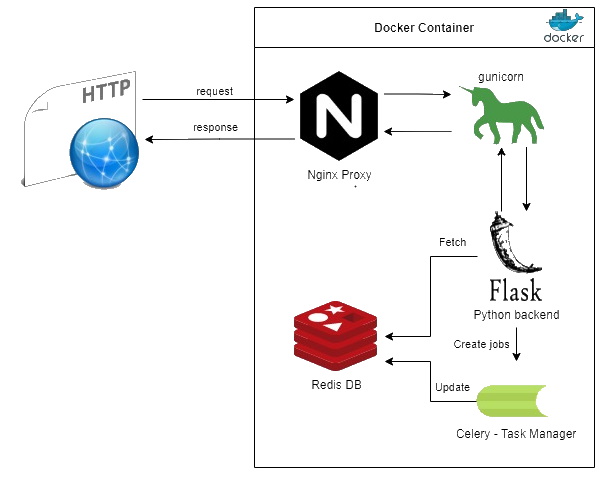 Docker Container
docker
HTTP
request
response
N
Nginx Proxy
gunicorn
Fetch
Flask
Python backend
Create jobs
Redis DB
Update
Celery - Task Manager